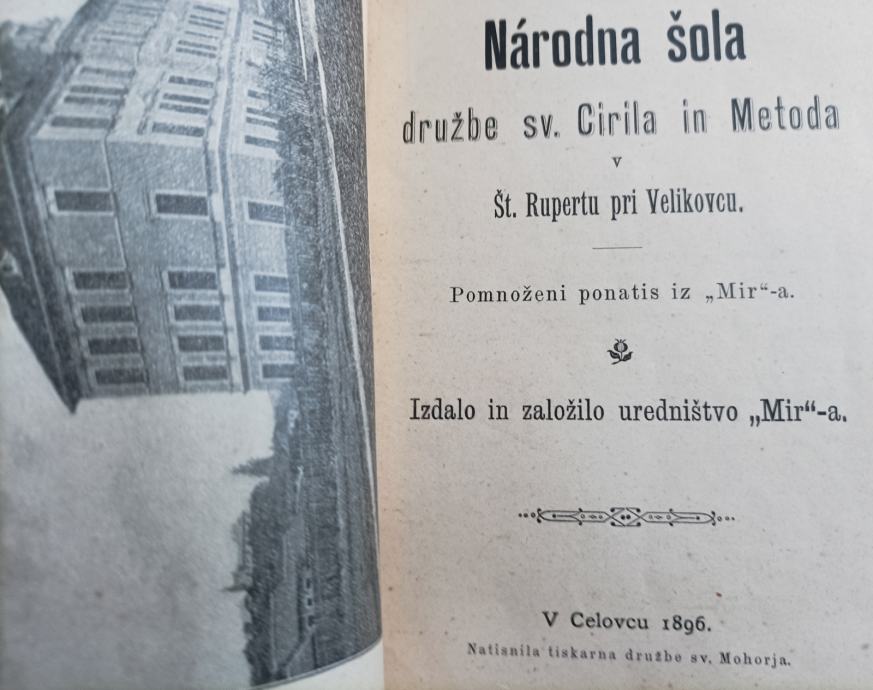 Národna šola
družbe sv. Cirila in Metoda
v
Št. Rupertu pri Velikovcu.
Pomnoženi ponatis iz „Mir“-a.
Izdalo in založilo uredništvo „Mir“-a.
V Celovcu 1896.
Natisnila tiskarna družbe sv. Mohorja.